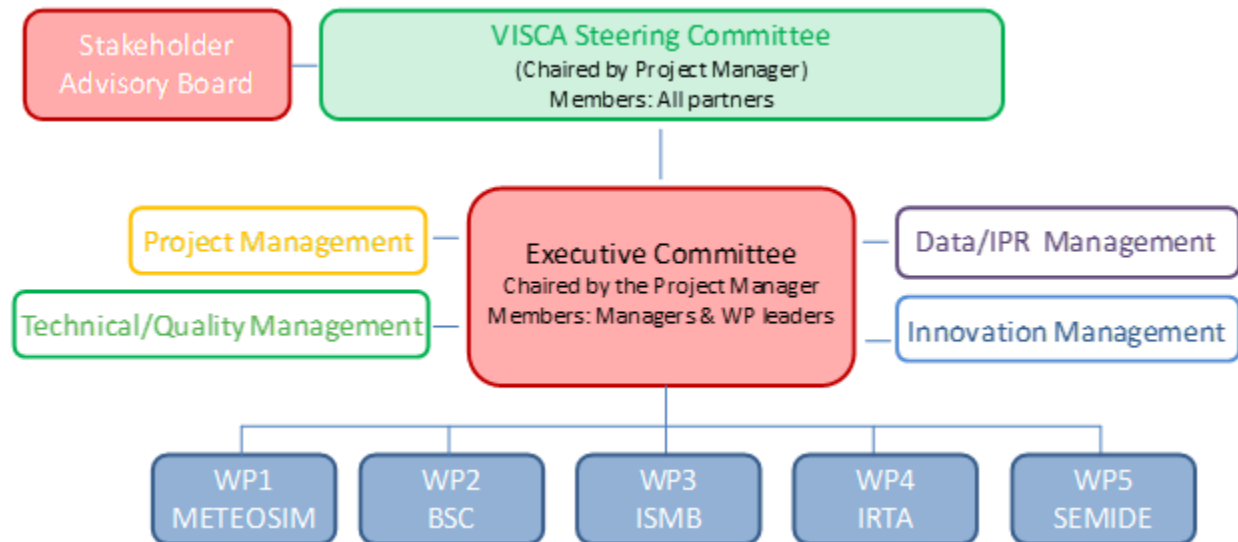 Stakeholder
Advisory Board
VISCA Steering Committee
(Chaired by Project Manager)
Members: All partners
Project Management
Technical/Quality Management
Executive Committee
Chaired by the Project Manager
Members: Managers & WP leaders
Data/IPR Management
Innovation Management
WP1
METEOSIM
WP2
BSC
WP3
ISMB
WP4
IRTA
WP5
SEMIDE